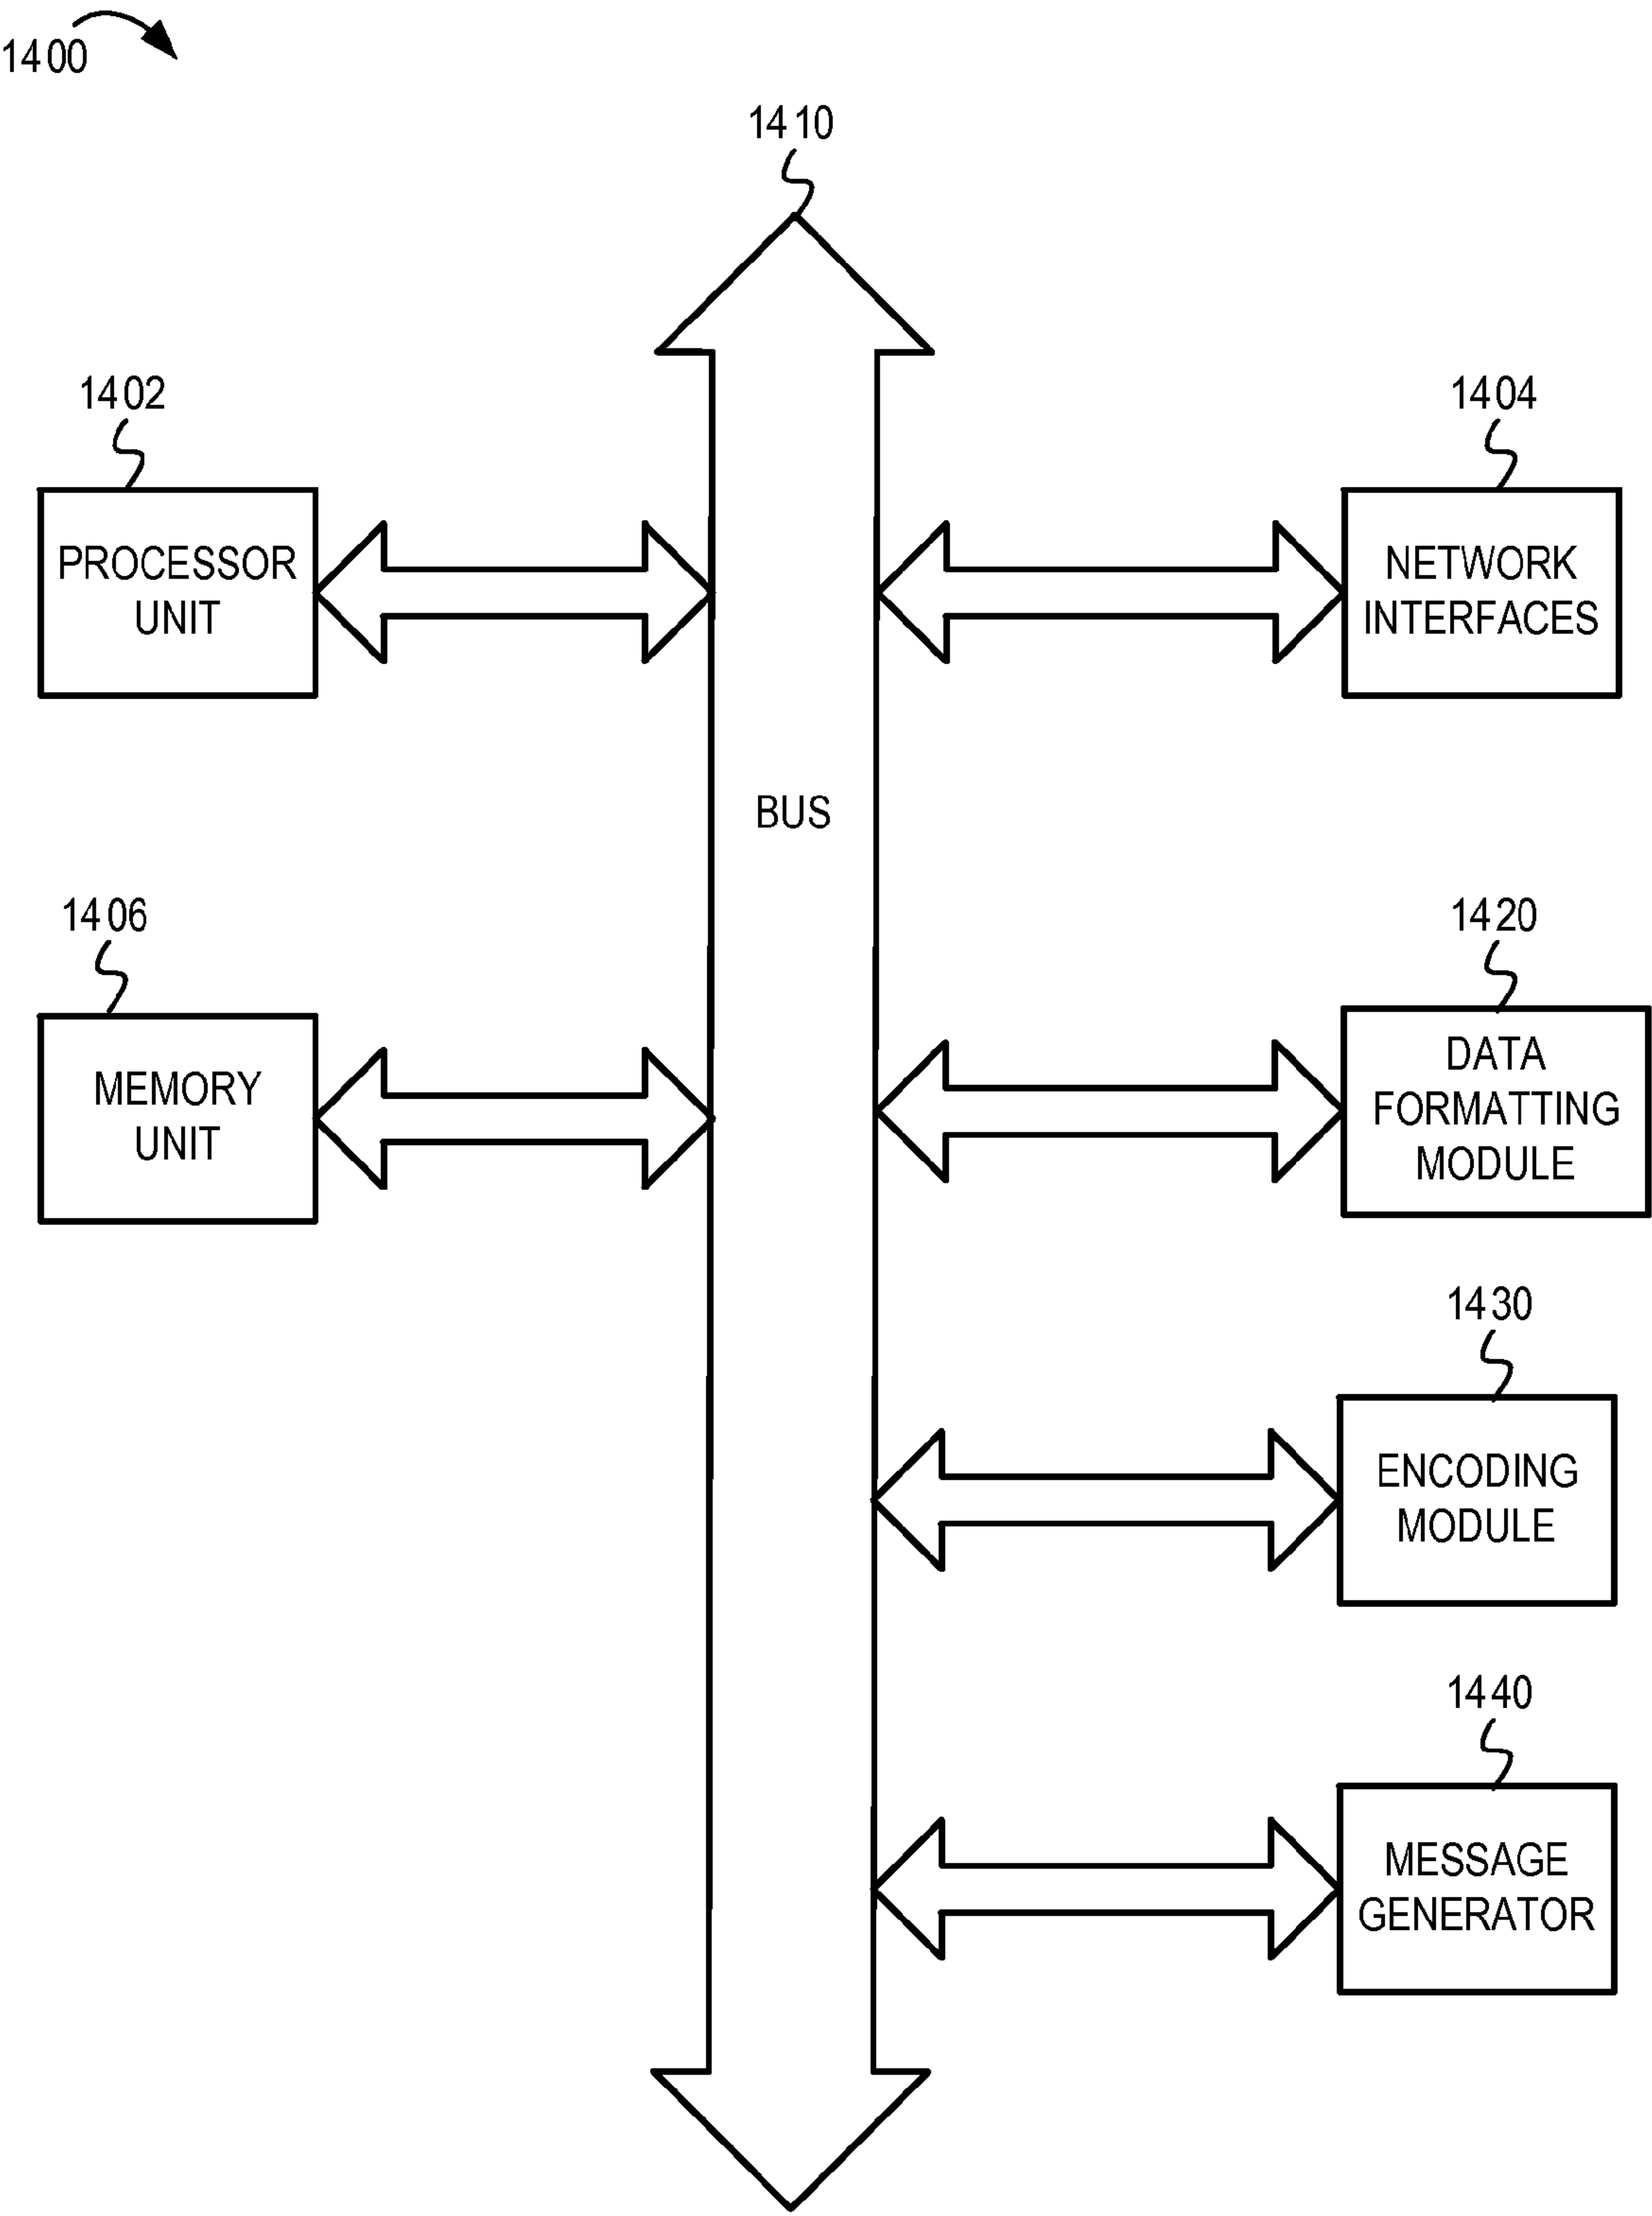 1400
1410
1402
1404
PROCESSOR
UNIT
NETWORK
INTERFACES
BUS
1406
1420
MEMORY
UNIT
DATA
FORMATTING
MODULE
1430
ENCODING
MODULE
1440
MESSAGE
GENERATOR